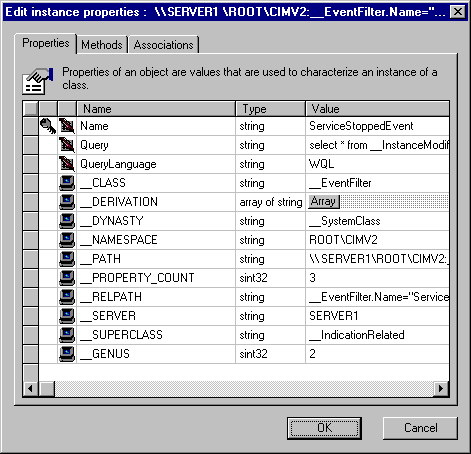 Edit instance properties : \\SERVER1 \ROOT\CIMV2:__EventFilter.Name="...
Properties Methods Associations
Properties of an object are values that are used to characterize an instance of a
class.
Name Type Value
Name string ServiceStoppedEvent
Query string select * from __InstanceModif
QueryLanguage string WQL
__CLASS string __EventFilter
__DERIVATION array of string Array
__DYNASTY string __SystemClass
__NAMESPACE string ROOT\CIMV2
__PATH string \\ SERVER1\ROOT\CIMV2:_
__PROPERTY_COUNT sint32 3
__RELPATH string __EventFilter.Name="Service
__SERVER string SERVER1
__SUPERCLASS string __IndicationRelated
__GENUS sint32 2
OK Cancel